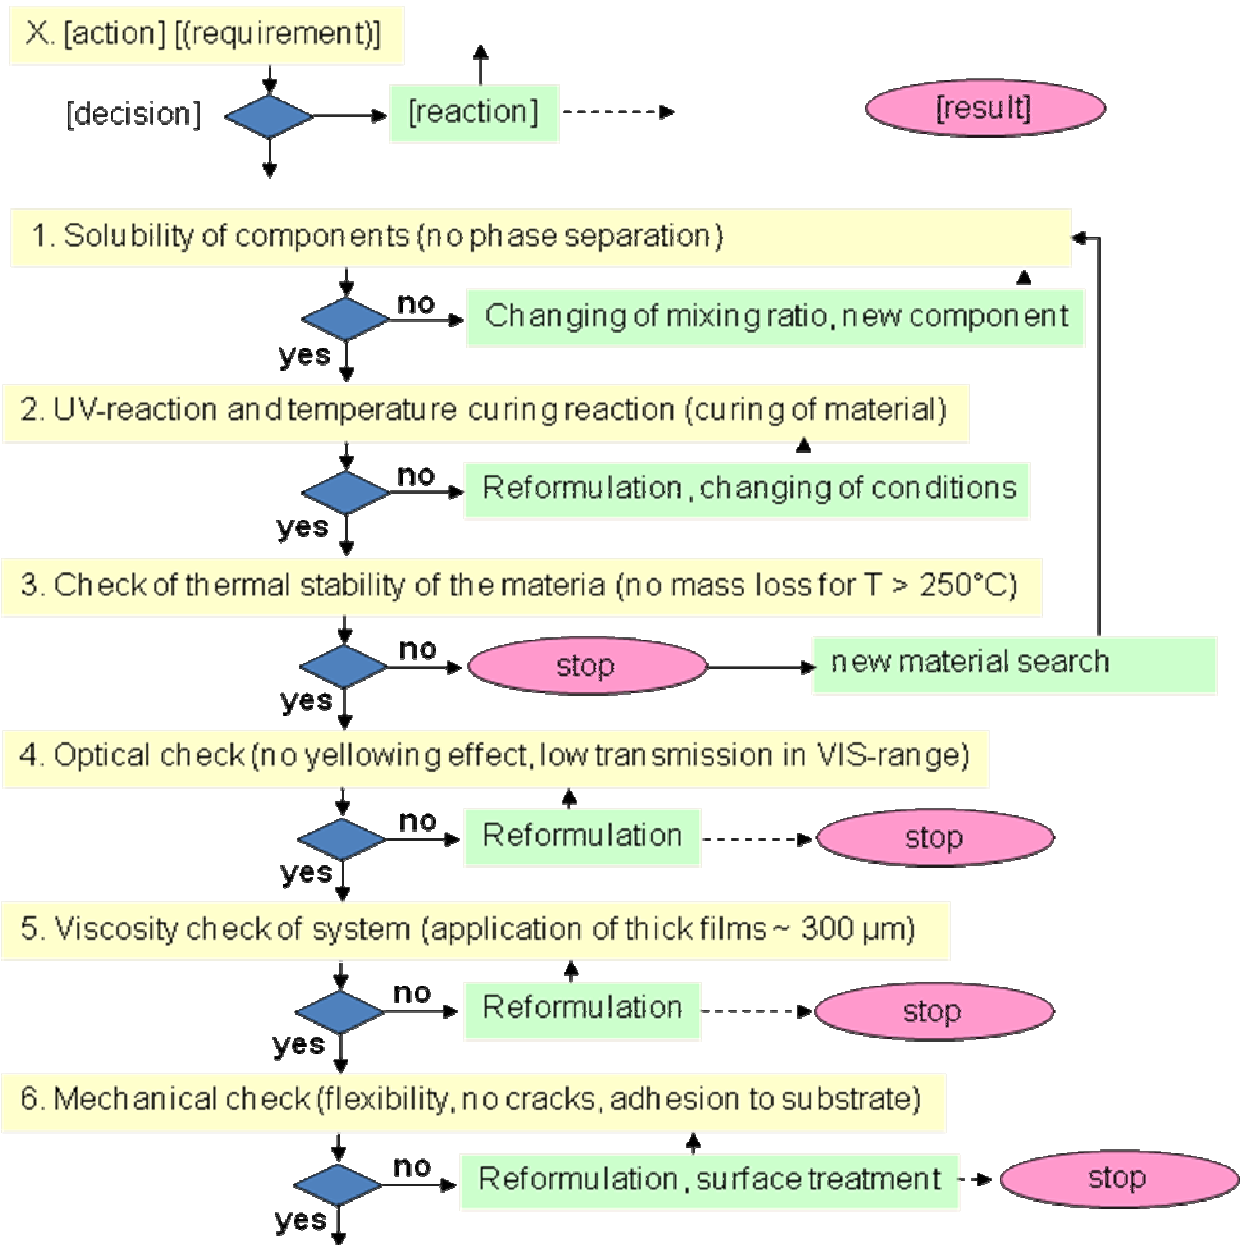 X. [action] [(requirement)]
[decision]
[reaction]
[result]
1. Solubility of components (no phase separation)
no
Changing of mixing ratio, new component
yes
2. UV-reaction and temperature curing reaction (curing of material)
no
Reformulation, changing of conditions
yes
3. Check of thermal stability of the materia (no mass loss for T > 250°C)
no
stop
new material search
yes
4. Optical check (no yellowing effect, low transmission in VIS-range)
no
Reformulation
stop
yes
5. Viscosity check of system (application of thick films ~ 300 µm)
no
Reformulation
stop
yes
6. Mechanical check (flexibility, no cracks, adhesion to substrate)
no
Reformulation, surface treatment
stop
yes